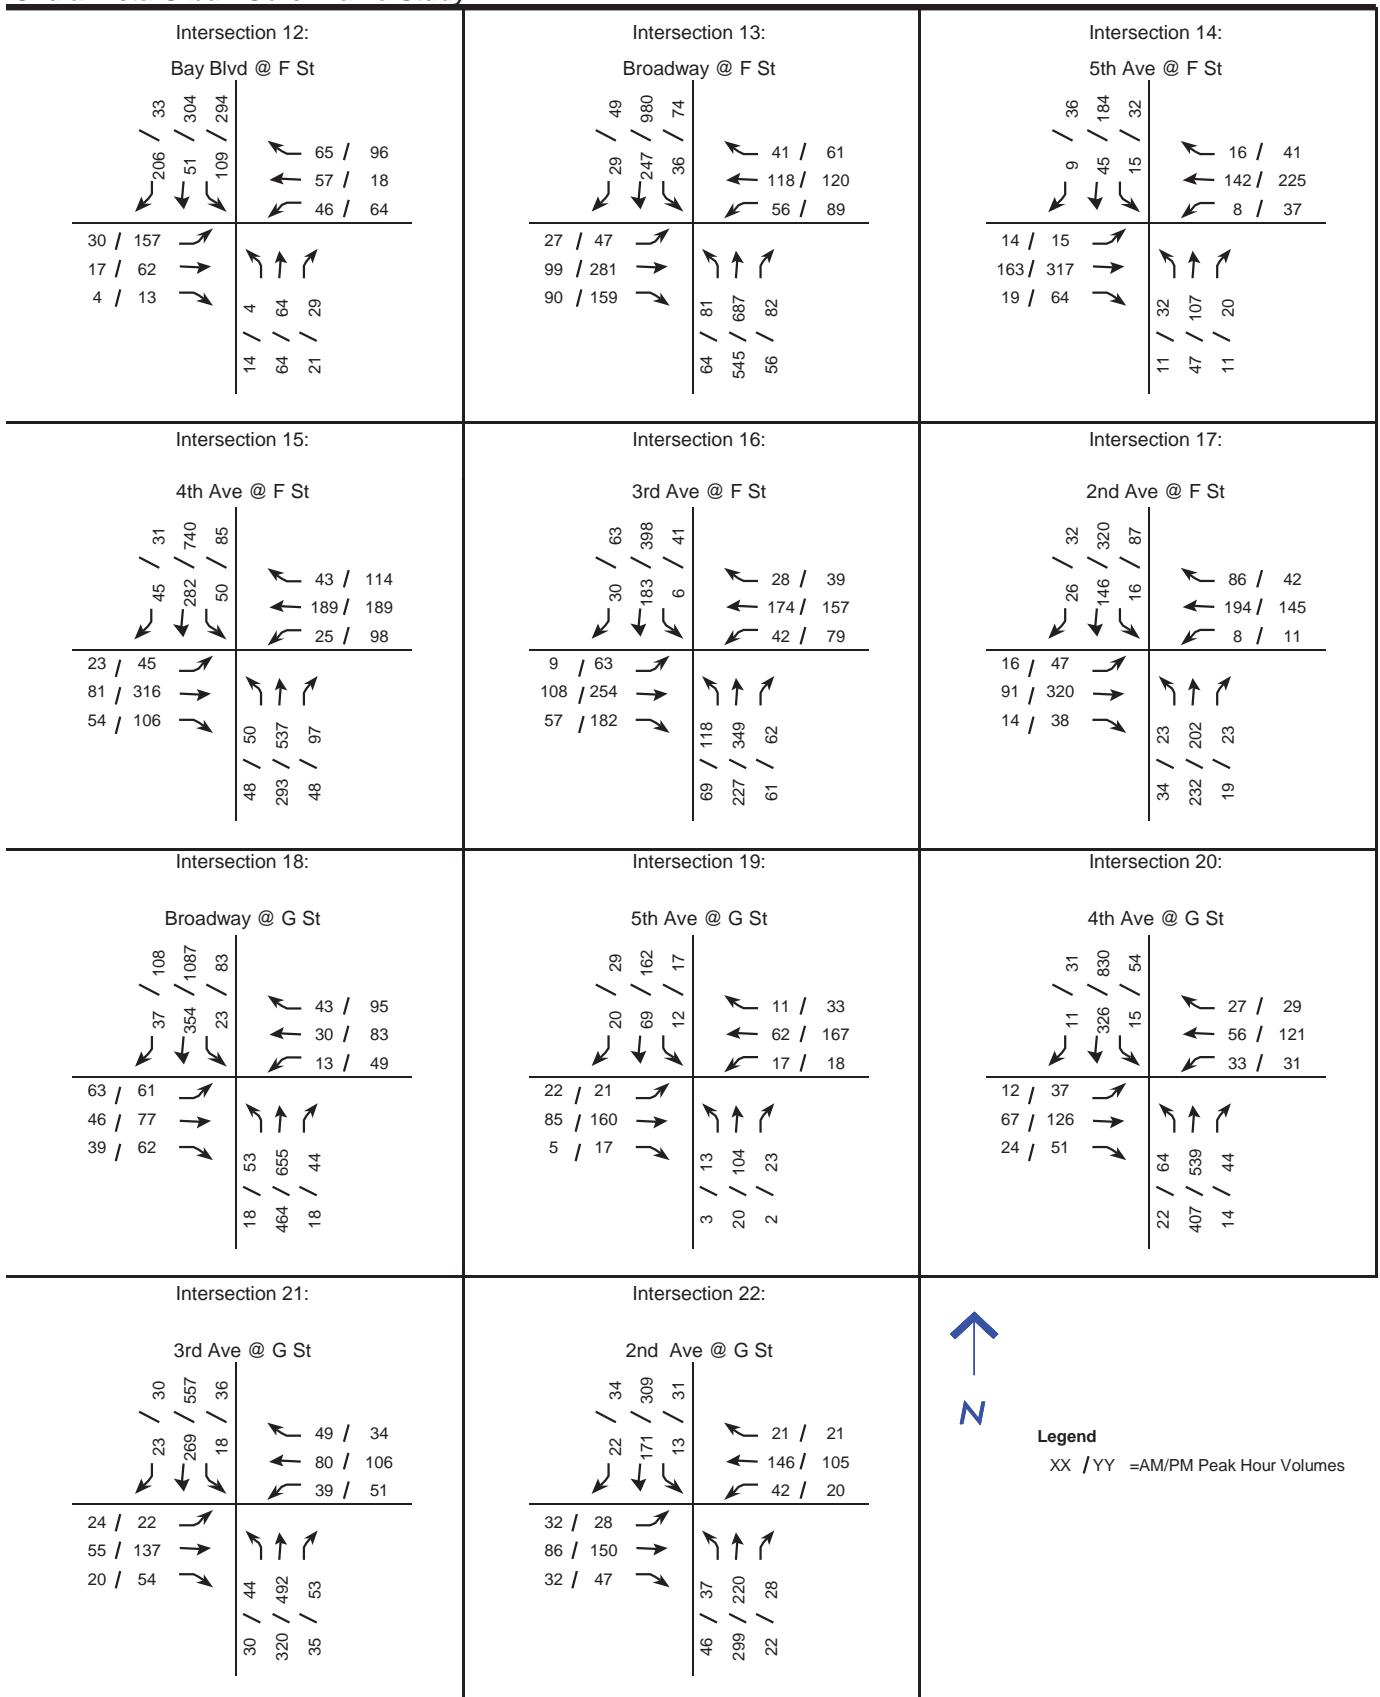 Intersection 12:
Bay Blvd @ F St
33 304 294
206 51 109
65 / 96
57 / 18
46 / 64
30 / 157
17 / 62
4 / 13
4 64 29
14 64 21
Intersection 13:
Broadway @ F St
49 980 74
29 247 36
41 / 61
118 / 120
56 / 89
27 / 47
99 / 281
90 / 159
81 687 82
64 545 56
Intersection 14:
5th Ave @ F St
36 184 32
9 45 15
16 / 41
142 / 225
8 / 37
14 / 15
163 / 317
19 / 64
32 107 20
11 47 11
Intersection 15:
4th Ave @ F St
31 740 85
45 282 50
43 / 114
189 / 189
25 / 98
23 / 45
81 / 316
54 / 106
50 537 97
48 293 48
Intersection 16:
3rd Ave @ F St
63 398 41
30 183 6
28 / 39
174 / 157
42 / 79
9 / 63
108 / 254
57 / 182
118 349 62
69 227 61
Intersection 17:
2nd Ave @ F St
32 320 87
26 146 16
86 / 42
194 / 145
8 / 11
16 / 47
91 / 320
14 / 38
23 202 23
34 232 19
Intersection 18:
Broadway @ G St
108 1087 83
37 354 23
43 / 95
30 / 83
13 / 49
63 / 61
46 / 77
39 / 62
53 655 44
18 464 18
Intersection 19:
5th Ave @ G St
29 162 17
20 69 12
11 / 33
62 / 167
17 / 18
22 / 21
85 / 160
5 / 17
13 104 23
3 20 2
Intersection 20:
4th Ave @ G St
31 830 54
11 326 15
27 / 29
56 / 121
33 / 31
12 / 37
67 / 126
24 / 51
64 539 44
22 407 14
Intersection 21:
3rd Ave @ G St
30 557 36
23 269 18
49 / 34
80 / 106
39 / 51
24 / 22
55 / 137
20 / 54
44 492 53
30 320 35
Intersection 22:
2nd Ave @ G St
34 309 31
22 171 13
21 / 21
146 / 105
42 / 20
32 / 28
86 / 150
32 / 47
37 220 28
46 299 22
N
Legend
XX / YY =AM/PM Peak Hour Volumes